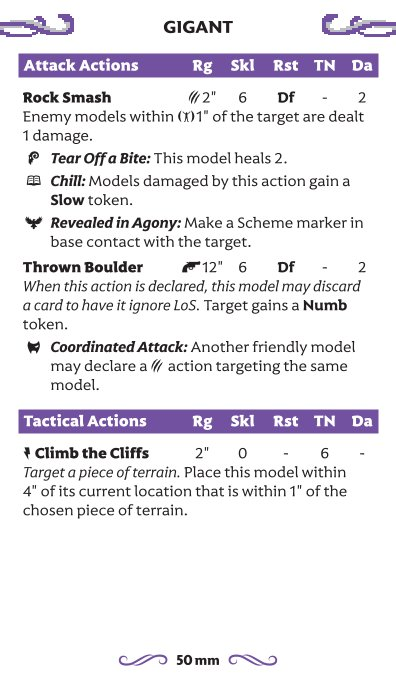 GIGANT
Attack Actions Rg Skl Rst TN Da
Rock Smash 2" 6 Df - 2
Enemy models within 1" of the target are dealt
1 damage.
Tear Off a Bite: This model heals 2.
Chill: Models damaged by this action gain a
Slow token.
Revealed in Agony: Make a Scheme marker in
base contact with the target.
Thrown Boulder 12" 6 Df - 2
When this action is declared, this model may discard
a card to have it ignore LoS. Target gains a Numb
token.
Coordinated Attack: Another friendly model
may declare a action targeting the same
model.
Tactical Actions Rg Skl Rst TN Da
Climb the Cliffs 2" 0 - 6 -
Target a piece of terrain. Place this model within
4" of its current location that is within 1" of the
chosen piece of terrain.
50 mm